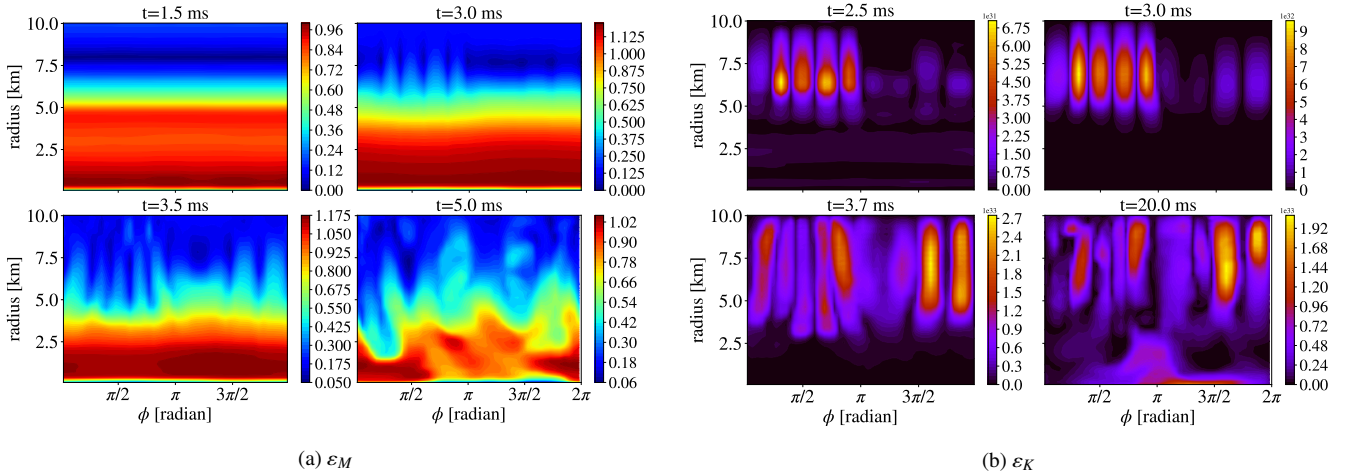 t=1.5 ms
t=3.0 ms
10.0
7.5
5.0
2.5
radius [km]
0.96
0.84
0.72
0.60
0.48
0.36
0.24
0.12
0.00
1.125
1.000
0.875
0.750
0.625
0.500
0.375
0.250
0.125
0.000
t=3.5 ms
t=5.0 ms
10.0
7.5
5.0
2.5
radius [km]
1.175
1.050
0.925
0.800
0.675
0.550
0.425
0.300
0.175
0.050
1.02
0.90
0.78
0.66
0.54
0.42
0.30
0.18
0.06
π/2
π
3π/2
ϕ [radian]
π/2
π
3π/2
2π
ϕ [radian]
(a) εM
t=2.5 ms
t=3.0 ms
10.0
7.5
5.0
2.5
radius [km]
1e31
6.75
6.00
5.25
4.50
3.75
3.00
2.25
1.50
0.75
0.00
1e32
9
8
7
6
5
4
3
2
1
0
t=3.7 ms
t=20.0 ms
10.0
7.5
5.0
2.5
radius [km]
1e33
2.7
2.4
2.1
1.8
1.5
1.2
0.9
0.6
0.3
0.0
1e33
1.92
1.68
1.44
1.20
0.96
0.72
0.48
0.24
0.00
π/2
π
3π/2
ϕ [radian]
π/2
π
3π/2
2π
ϕ [radian]
(b) εK